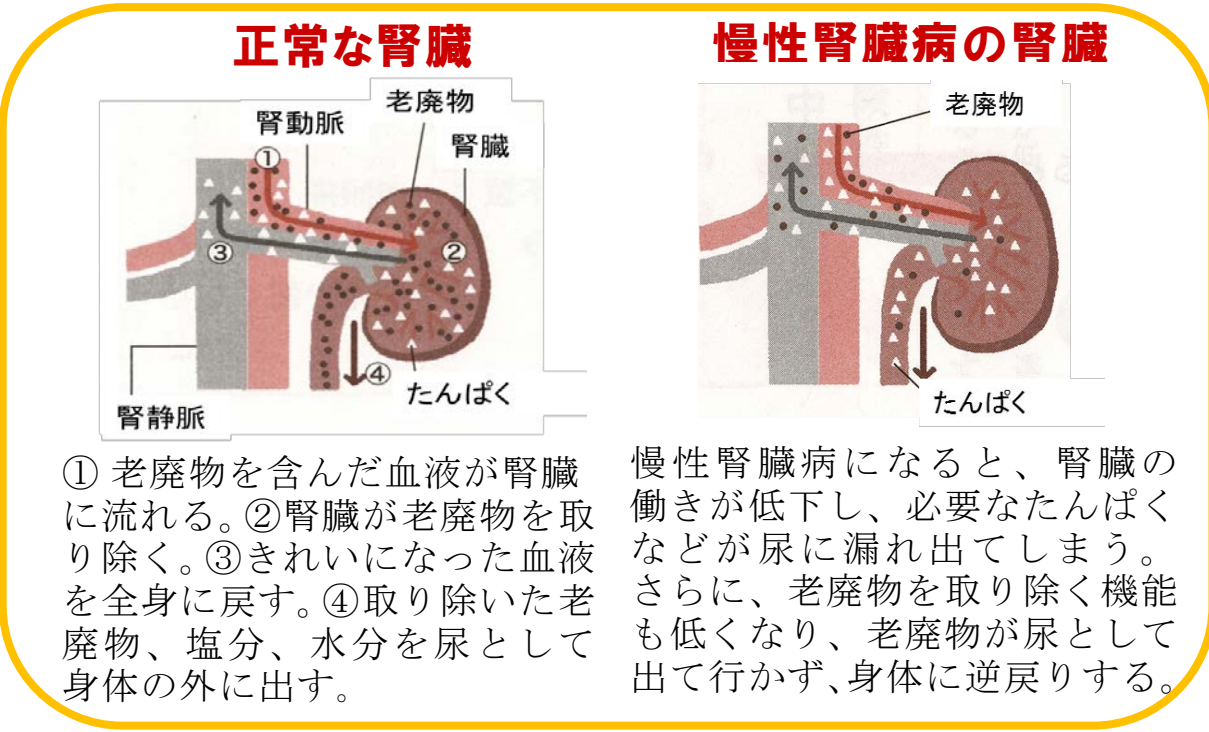 正常な腎臓
老廃物
腎動脈
腎臓
①
②
③
④
たんぱく
腎静脈
① 老廃物を含んだ血液が腎臓
に流れる。②腎臓が老廃物を取
り除く。③きれいになった血液
を全身に戻す。④取り除いた老
廃物、塩分、水分を尿として
身体の外に出す。
慢性腎臓病の腎臓
老廃物
たんぱく
慢性腎臓病になると、腎臓の
働きが低下し、必要なたんぱく
などが尿に漏れ出てしまう。
さらに、老廃物を取り除く機能
も低くなり、老廃物が尿として
出て行かず、身体に逆戻りする。